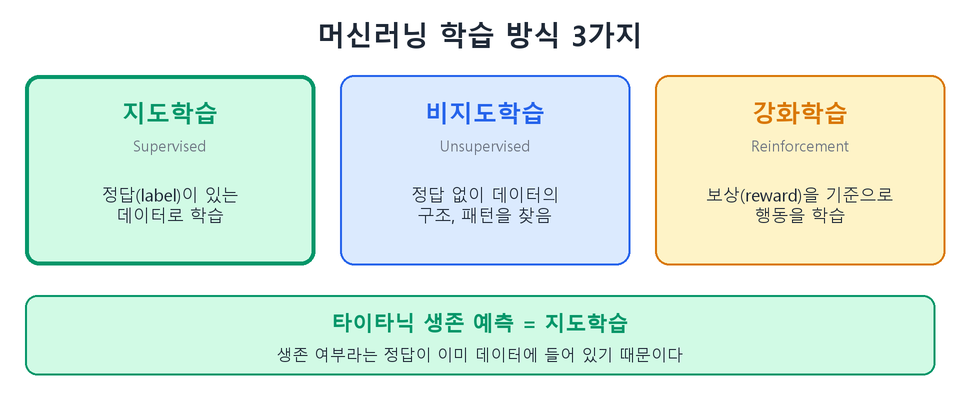 머신러닝 학습 방식 3가지
지도학습
Supervised
정답(label)이 있는
데이터로 학습
비지도학습
Unsupervised
정답 없이 데이터의
구조, 패턴을 찾음
강화학습
Reinforcement
보상(reward)을 기준으로
행동을 학습
타이타닉 생존 예측 = 지도학습
생존 여부라는 정답이 이미 데이터에 들어 있기 때문이다